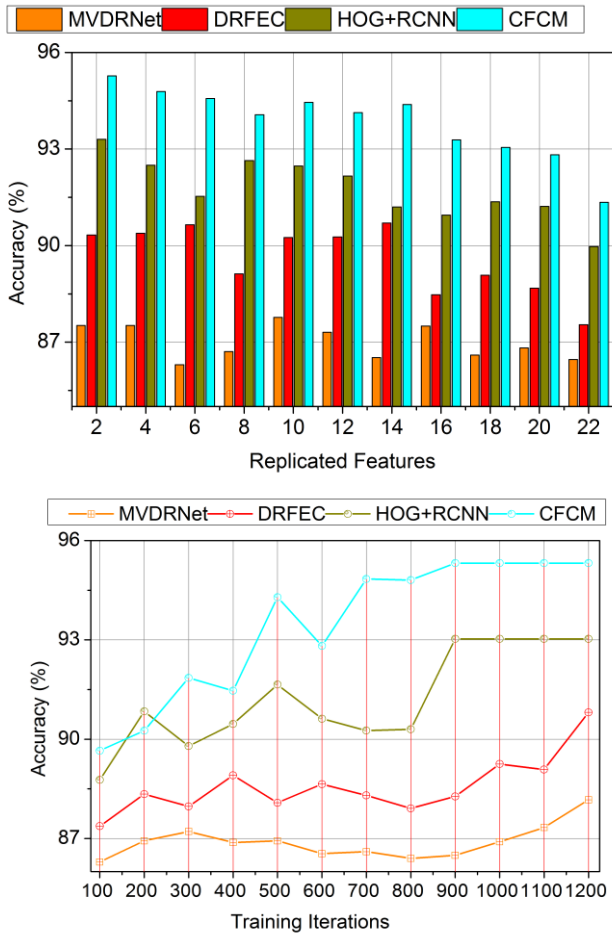 MVDRNet DRFEC HOG+RCNN CFCM
96
93
90
87
Accuracy (%)
2 4 6 8 10 12 14 16 18 20 22
Replicated Features
MVDRNet DRFEC HOG+RCNN CFCM
96
93
90
87
Accuracy (%)
100 200 300 400 500 600 700 800 900 1000 1100 1200
Training Iterations